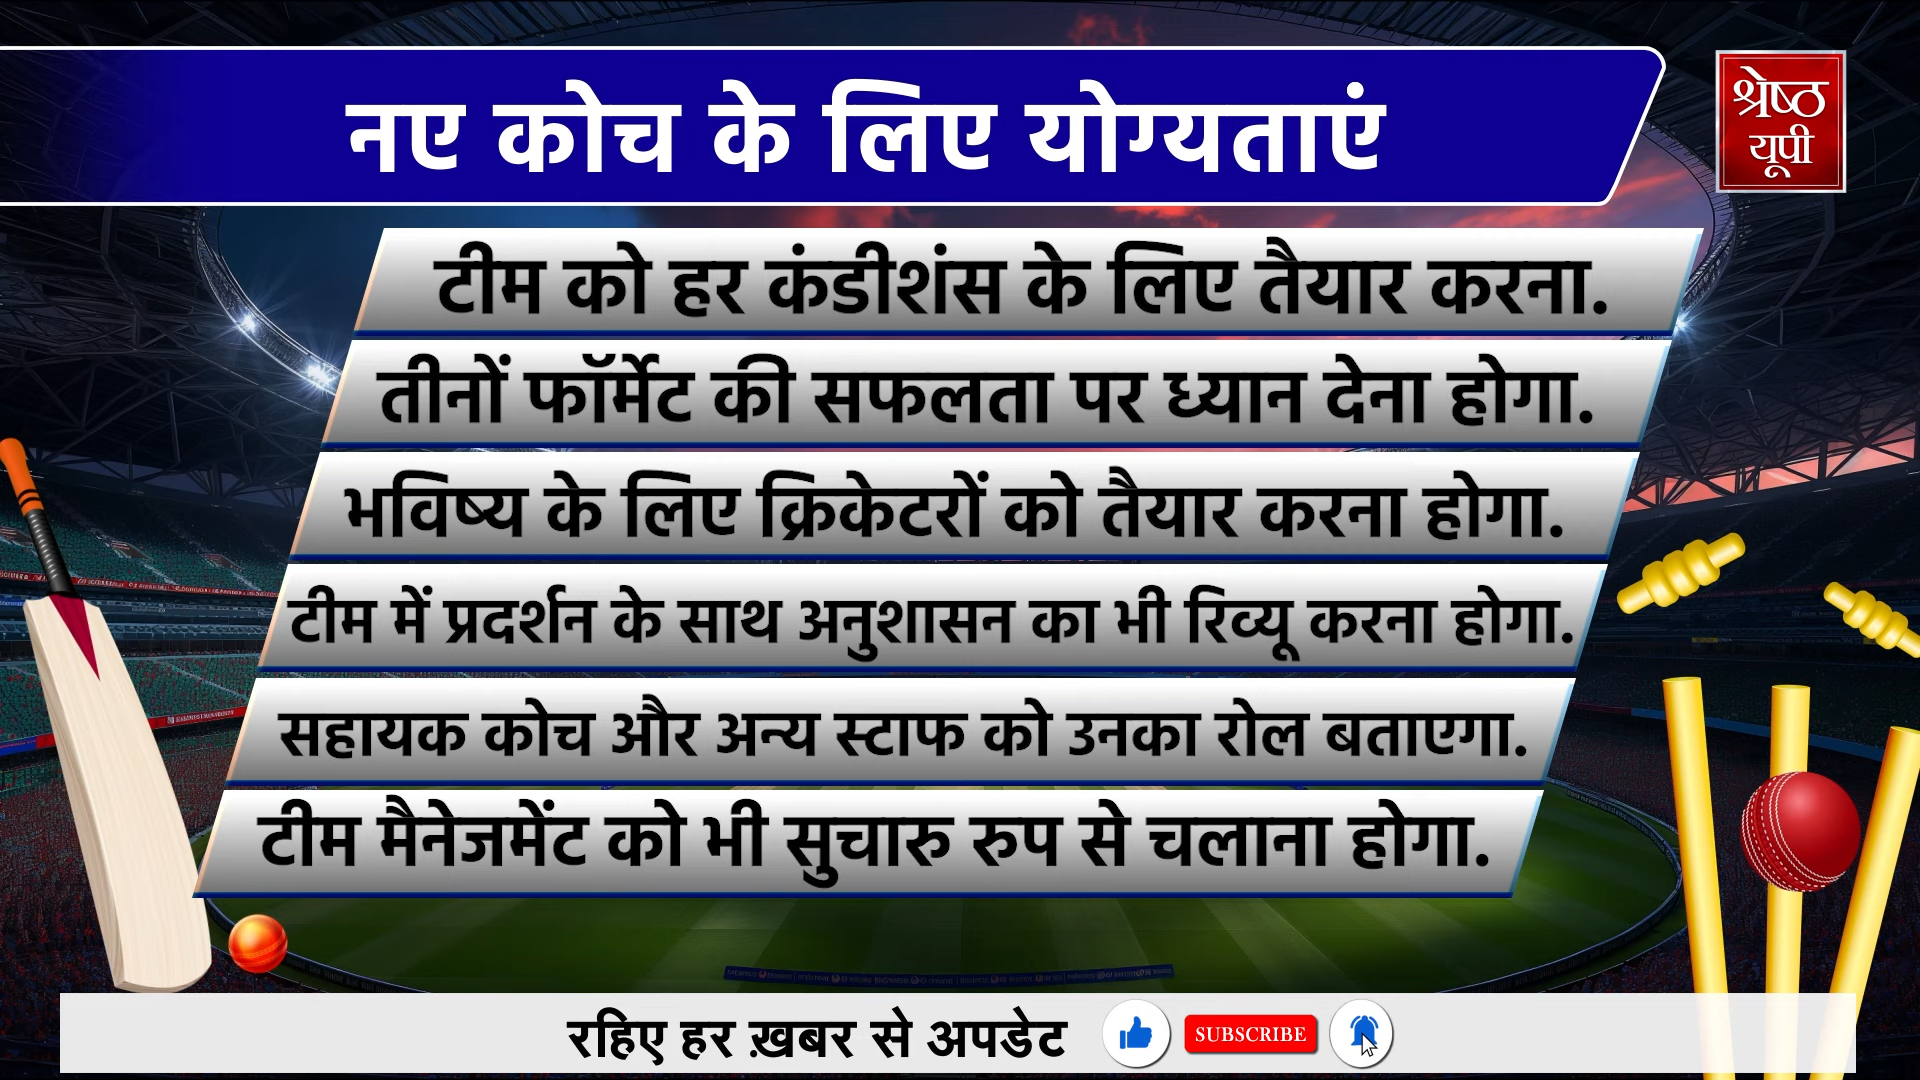 नए कोच के लिए योग्यताएं
श्रेष्ठ
यूपी
टीम को हर कंडीशंस के लिए तैयार करना.
तीनों फॉर्मेट की सफलता पर ध्यान देना होगा.
भविष्य के लिए क्रिकेटरों को तैयार करना होगा.
टीम में प्रदर्शन के साथ अनुशासन का भी रिव्यू करना होगा.
सहायक कोच और अन्य स्टाफ को उनका रोल बताएगा.
टीम मैनेजमेंट को भी सुचारु रुप से चलाना होगा.
रहिए हर ख़बर से अपडेट SUBSCRIBE